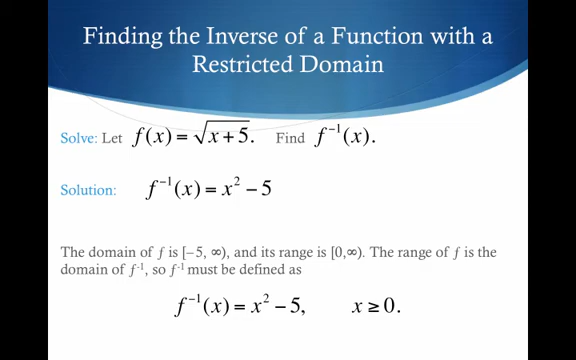 Finding the Inverse of a Function with a
Restricted Domain
Solve: Let f(x) = √(x + 5). Find f⁻¹(x).
Solution: f⁻¹(x) = x² − 5
The domain of f is [−5, ∞), and its range is [0,∞). The range of f is the
domain of f⁻¹, so f⁻¹ must be defined as
f⁻¹(x) = x² − 5, x ≥ 0.